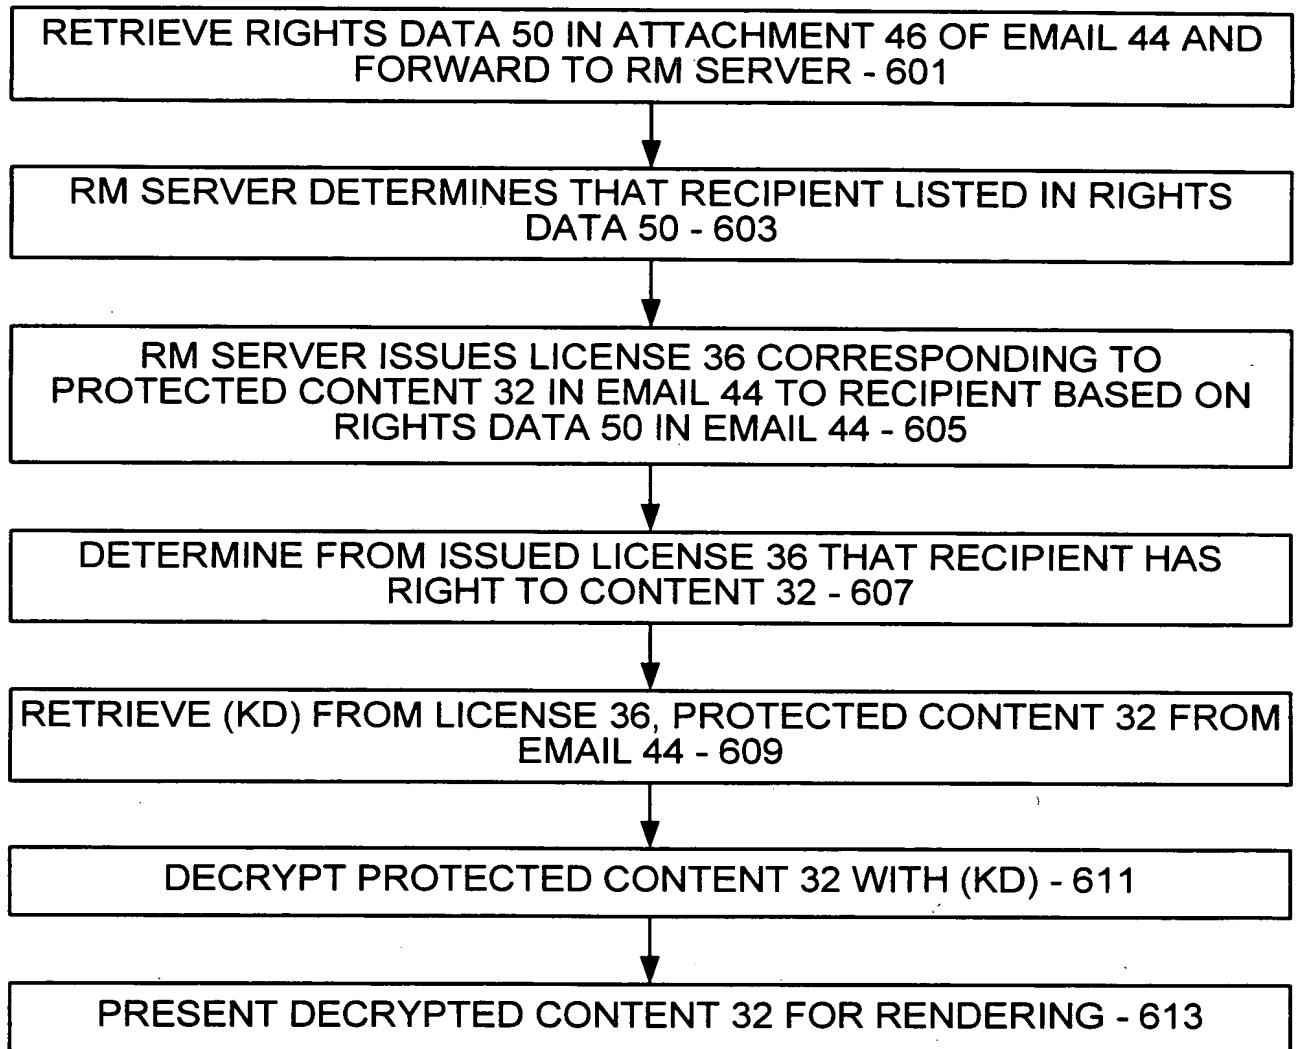 RETRIEVE RIGHTS DATA 50 IN ATTACHMENT 46 OF EMAIL 44 AND
FORWARD TO RM SERVER - 601
RM SERVER DETERMINES THAT RECIPIENT LISTED IN RIGHTS
DATA 50 - 603
RM SERVER ISSUES LICENSE 36 CORRESPONDING TO
PROTECTED CONTENT 32 IN EMAIL 44 TO RECIPIENT BASED ON
RIGHTS DATA 50 IN EMAIL 44 - 605
DETERMINE FROM ISSUED LICENSE 36 THAT RECIPIENT HAS
RIGHT TO CONTENT 32 - 607
RETRIEVE (KD) FROM LICENSE 36, PROTECTED CONTENT 32 FROM
EMAIL 44 - 609
DECRYPT PROTECTED CONTENT 32 WITH (KD) - 611
PRESENT DECRYPTED CONTENT 32 FOR RENDERING - 613